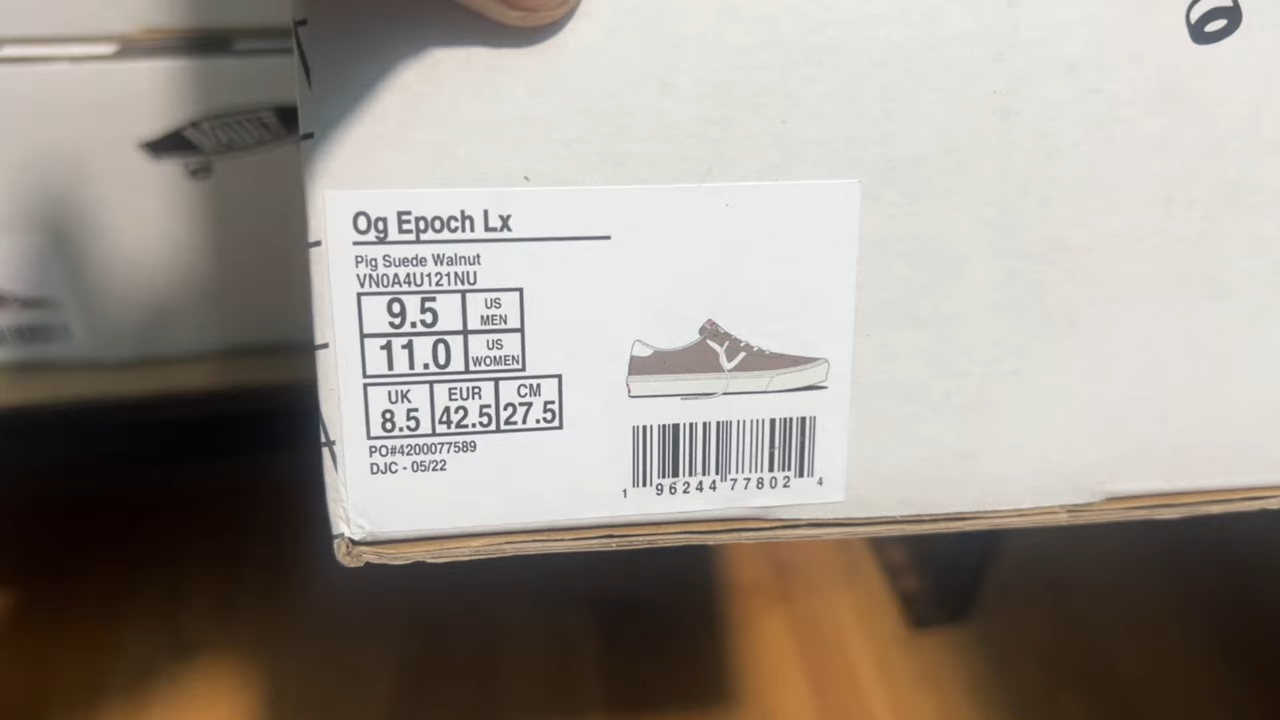 Og Epoch Lx
Pig Suede Walnut
VN0A4U121NU
9.5 US MEN
11.0 US WOMEN
UK EUR CM
8.5 42.5 27.5
PO#4200077589
DJC - 05/22
1 96244 77802 4